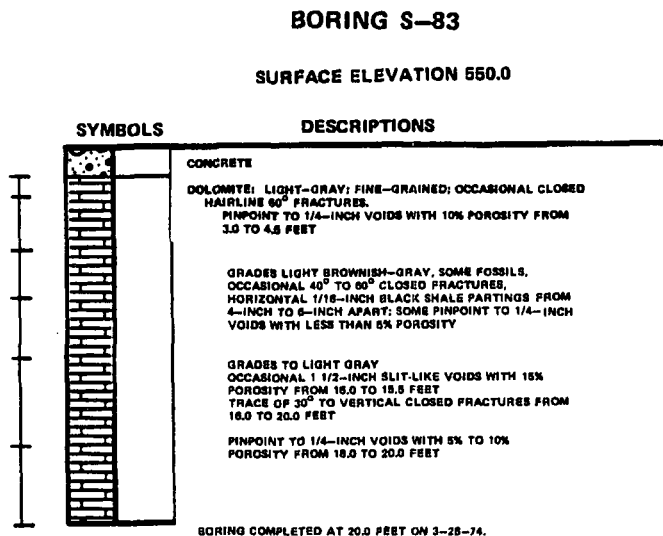 BORING S–83
SURFACE ELEVATION 550.0
SYMBOLS DESCRIPTIONS
CONCRETE
DOLOMITE: LIGHT–GRAY; FINE–GRAINED; OCCASIONAL CLOSED
HAIRLINE 60° FRACTURES.
PINPOINT TO 1/4–INCH VOIDS WITH 10% POROSITY FROM
3.0 TO 4.5 FEET
GRADES LIGHT BROWNISH–GRAY, SOME FOSSILS,
OCCASIONAL 40° TO 60° CLOSED FRACTURES,
HORIZONTAL 1/16–INCH BLACK SHALE PARTINGS FROM
4–INCH TO 6–INCH APART; SOME PINPOINT TO 1/4–INCH
VOIDS WITH LESS THAN 5% POROSITY
GRADES TO LIGHT GRAY
OCCASIONAL 1 1/2–INCH SLIT–LIKE VOIDS WITH 15%
POROSITY FROM 15.0 TO 15.5 FEET
TRACE OF 30° TO VERTICAL CLOSED FRACTURES FROM
16.0 TO 20.0 FEET
PINPOINT TO 1/4–INCH VOIDS WITH 5% TO 10%
POROSITY FROM 18.0 TO 20.0 FEET
BORING COMPLETED AT 20.0 FEET ON 3–28–74.